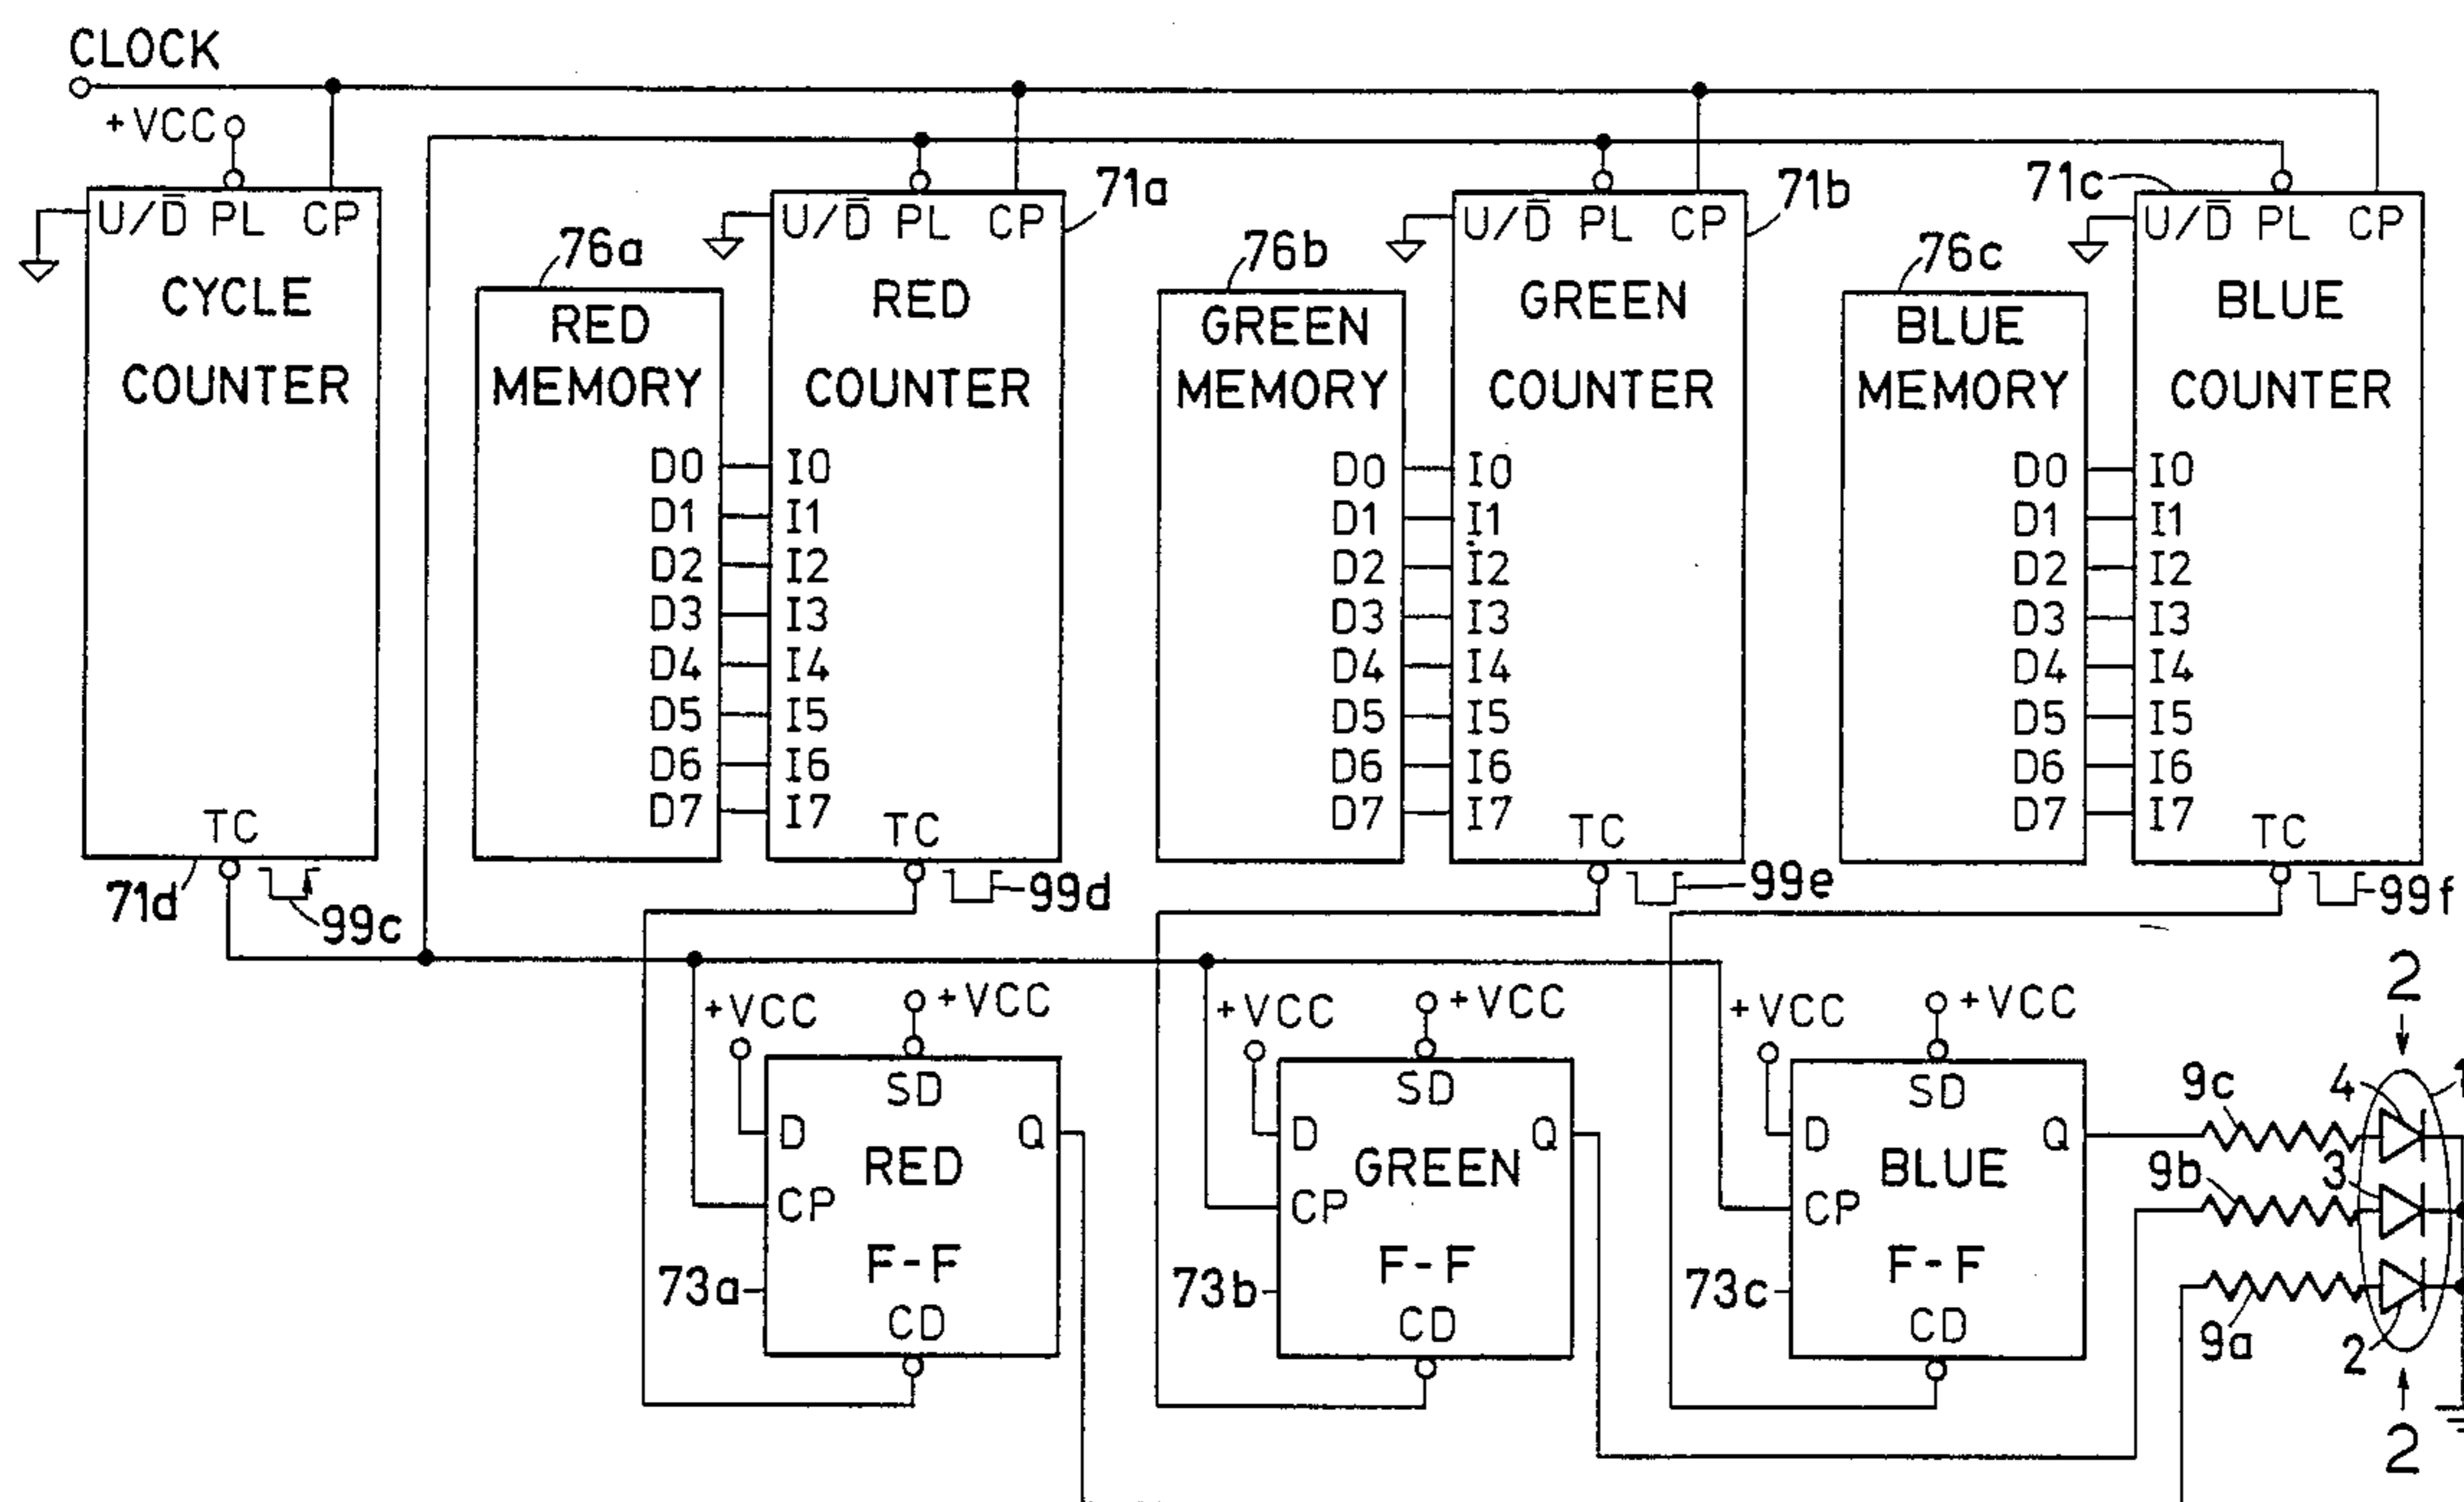 CLOCK
+VCC
U/D̅ PL CP
CYCLE
COUNTER
TC
71d
99c
76a
RED
MEMORY
D0
D1
D2
D3
D4
D5
D6
D7
71a
U/D̅ PL CP
RED
COUNTER
I0
I1
I2
I3
I4
I5
I6
I7
TC
99d
76b
GREEN
MEMORY
D0
D1
D2
D3
D4
D5
D6
D7
71b
U/D̅ PL CP
GREEN
COUNTER
I0
I1
I2
I3
I4
I5
I6
I7
TC
99e
76c
BLUE
MEMORY
D0
D1
D2
D3
D4
D5
D6
D7
71c
U/D̅ PL CP
BLUE
COUNTER
I0
I1
I2
I3
I4
I5
I6
I7
TC
99f
+VCC
+VCC
SD
D Q
RED
CP
F-F
73a
CD
+VCC
+VCC
SD
D Q
GREEN
CP
F-F
73b
CD
+VCC
+VCC
SD
D Q
BLUE
CP
F-F
73c
CD
2
9c 4 1
9b 3
9a 2
2